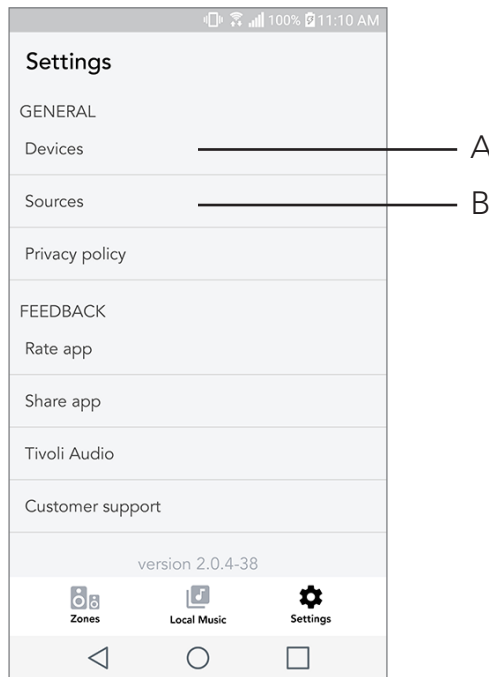 100% 11:10 AM
Settings
GENERAL
Devices
A
Sources
B
Privacy policy
FEEDBACK
Rate app
Share app
Tivoli Audio
Customer support
version 2.0.4-38
Zones
Local Music
Settings